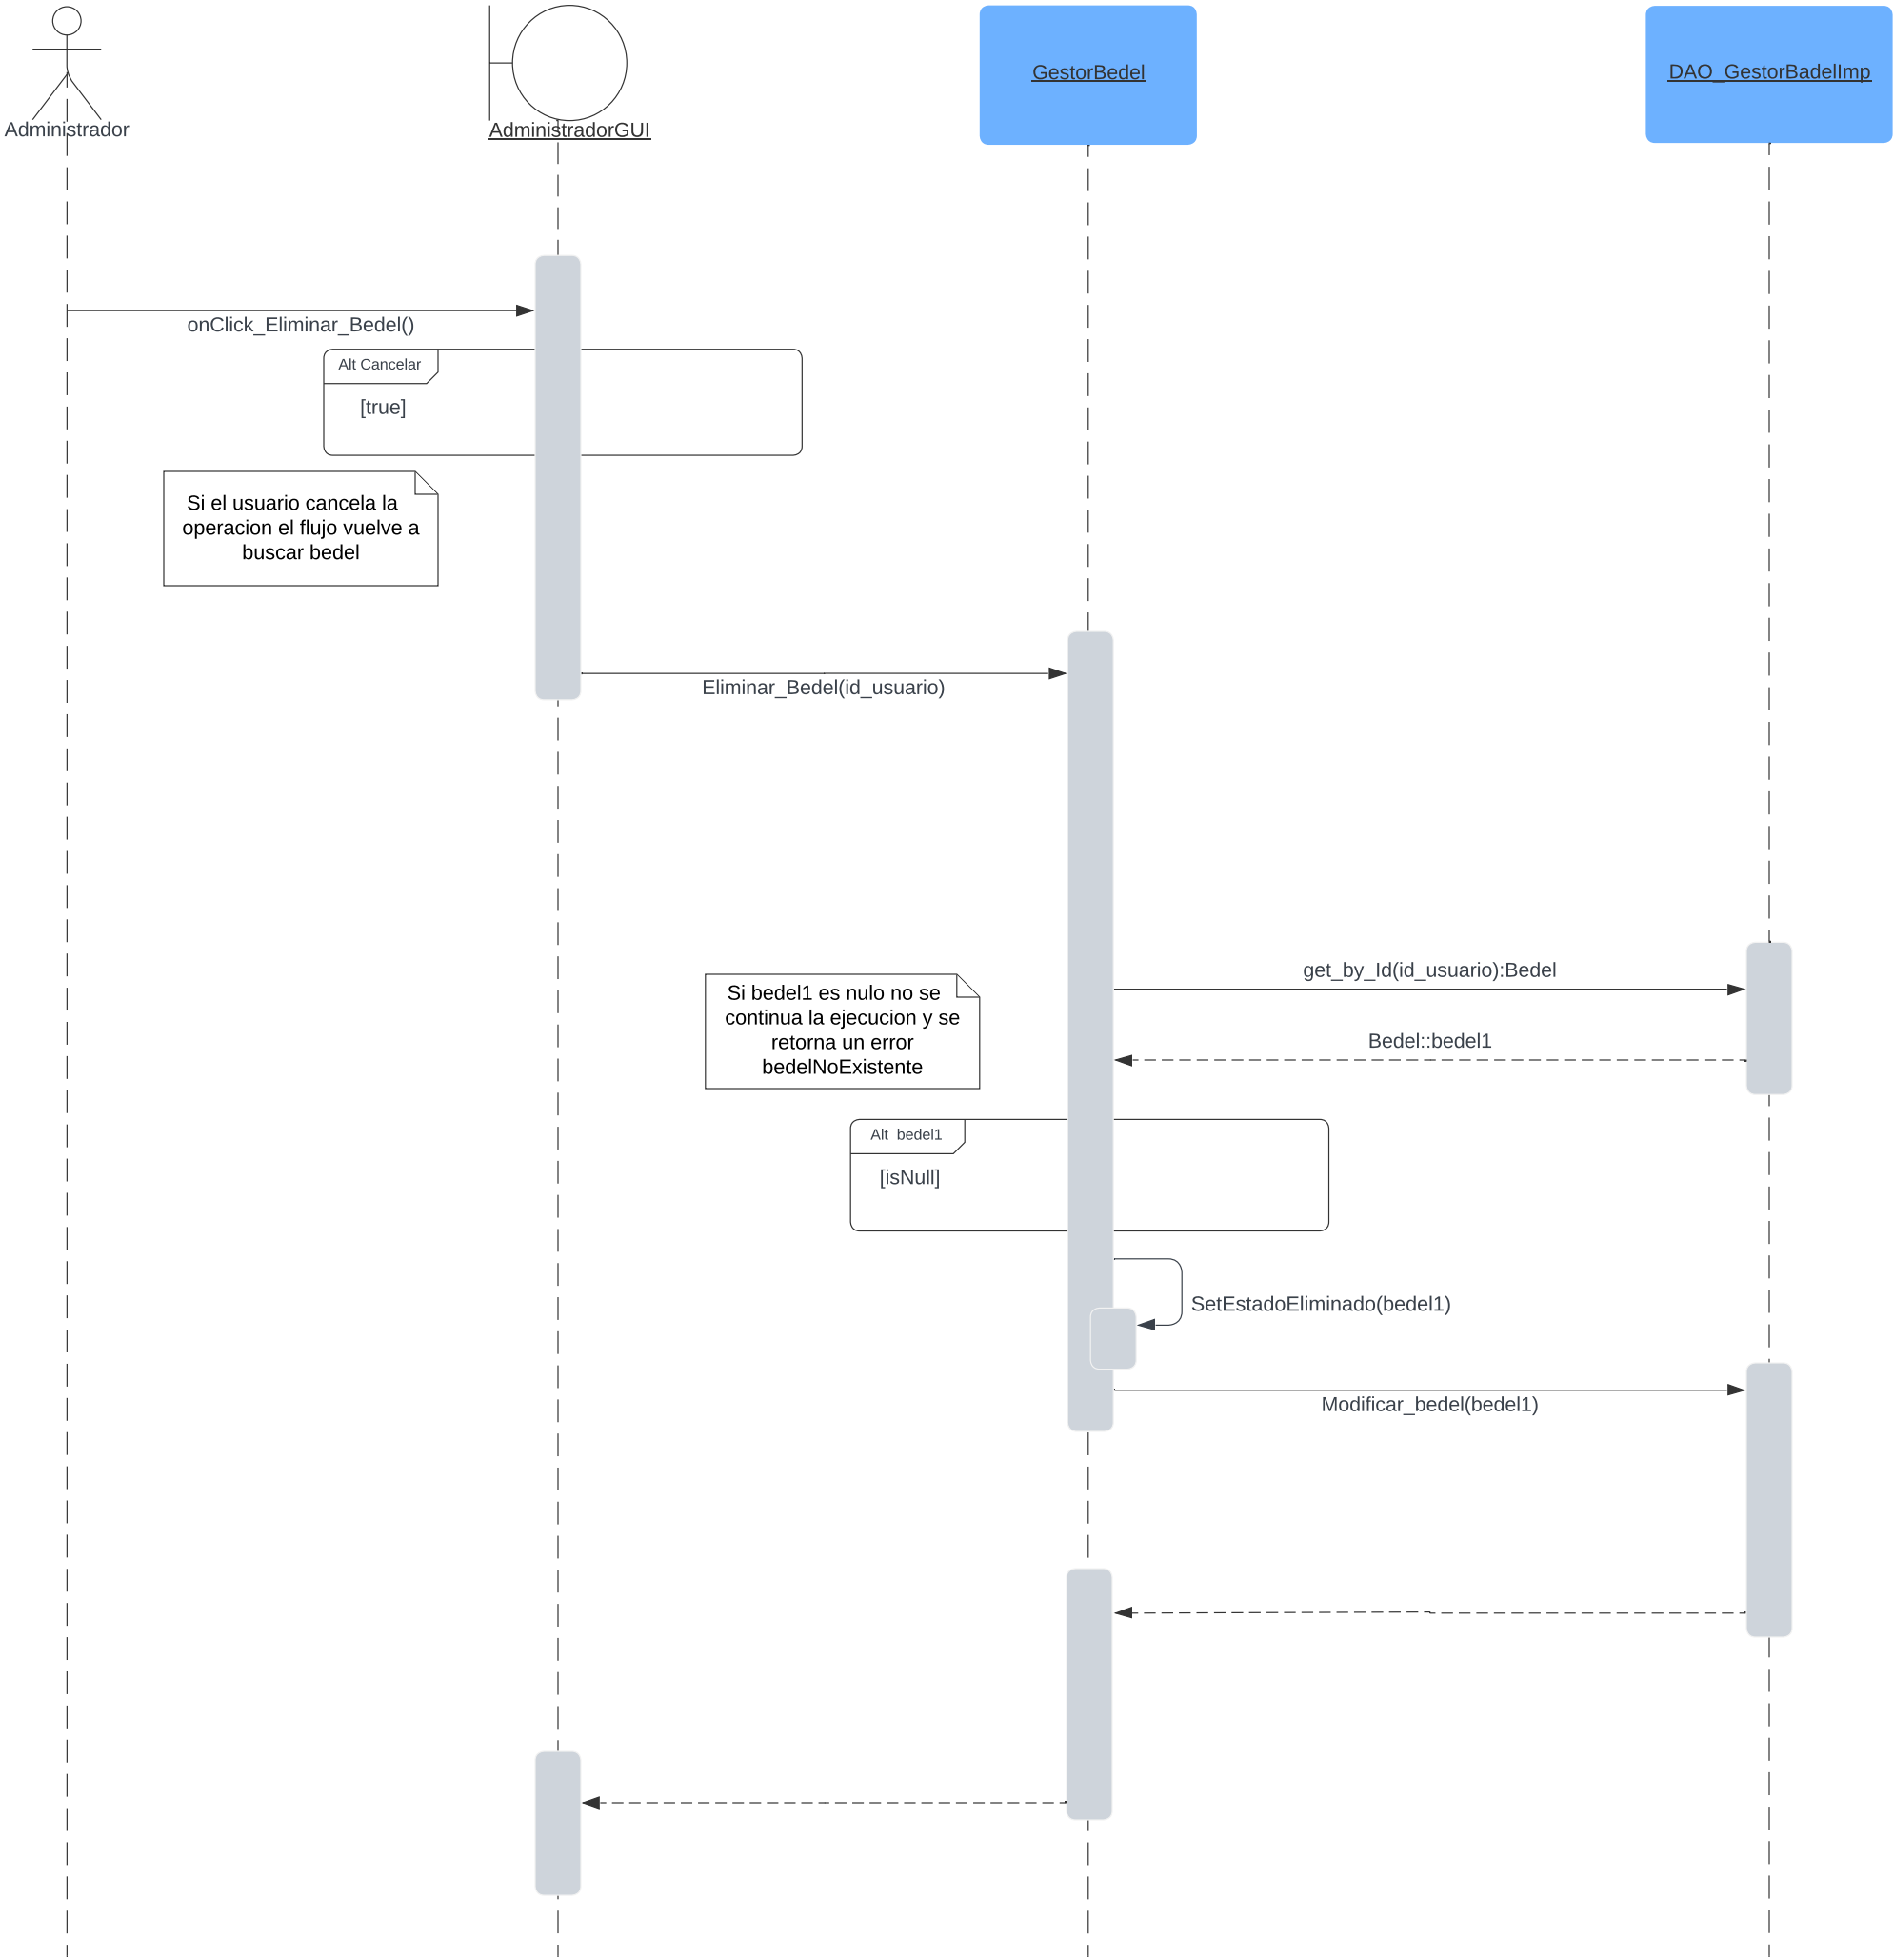 Administrador
AdministradorGUI
GestorBedel
DAO_GestorBadelImp
onClick_Eliminar_Bedel()
Alt Cancelar
[true]
Si el usuario cancela la
operacion el flujo vuelve a
buscar bedel
Eliminar_Bedel(id_usuario)
get_by_Id(id_usuario):Bedel
Si bedel1 es nulo no se
continua la ejecucion y se
retorna un error
bedelNoExistente
Bedel::bedel1
Alt  bedel1
[isNull]
SetEstadoEliminado(bedel1)
Modificar_bedel(bedel1)